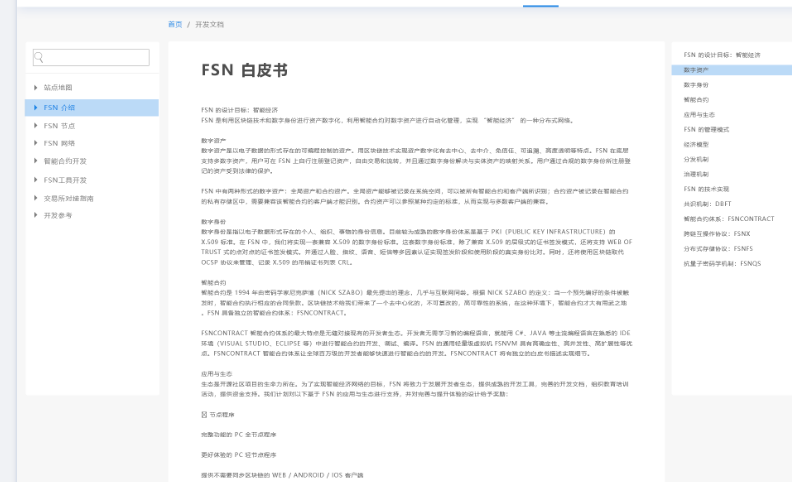 首页 / 开发文档
站点地图
FSN 介绍
FSN 节点
FSN 网络
智能合约开发
FSN工具开发
交易所对接指南
开发参考
FSN 白皮书
FSN 的设计目标：智能经济
FSN 是利用区块链技术和数字身份进行资产数字化，利用智能合约对数字资产进行自动化管理，实现 “智能经济” 的一种分布式网络。
数字资产
数字资产是以电子数据的形式存在的可编程控制的资产。用区块链技术实现资产数字化有去中心、去中介、免信任、可追溯、高度透明等特点。FSN 在底层
支持多数字资产，用户可在 FSN 上自行注册登记资产，自由交易和流转，并且通过数字身份解决与实体资产的映射关系。用户通过合规的数字身份所注册登
记的资产受到法律的保护。
FSN 中有两种形式的数字资产：全局资产和合约资产。全局资产能够被记录在系统空间，可以被所有智能合约和客户端所识别；合约资产被记录在智能合约
的私有存储区中，需要兼容该智能合约的客户端才能识别。合约资产可以参照某种约定的标准，从而实现与多数客户端的兼容。
数字身份
数字身份是指以电子数据形式存在的个人、组织、事物的身份信息。目前较为成熟的数字身份体系是基于 PKI (PUBLIC KEY INFRASTRUCTURE) 的
X.509 标准。在 FSN 中，我们将实现一套兼容 X.509 的数字身份标准。这套数字身份标准，除了兼容 X.509 的层级式的证书签发模式，还将支持 WEB OF
TRUST 式的点对点的证书签发模式。并通过人脸、指纹、语音、短信等多因素认证实现签发阶段和使用阶段的真实身份比对。同时，还将使用区块链取代
OCSP 协议来管理、记录 X.509 的吊销证书列表 CRL。
智能合约
智能合约是 1994 年由密码学家尼克萨博（NICK SZABO）最先提出的理念，几乎与互联网同龄。根据 NICK SZABO 的定义：当一个预先编好的条件被触
发时，智能合约执行相应的合同条款。区块链技术给我们带来了一个去中心化的，不可篡改的，高可靠性的系统，在这种环境下，智能合约才大有用武之地
。FSN 具备独立的智能合约体系：FSNCONTRACT。
FSNCONTRACT 智能合约体系的最大特点是无缝对接现有的开发者生态。开发者无需学习新的编程语言，就能用 C#、JAVA 等主流编程语言在熟悉的 IDE
环境（VISUAL STUDIO、ECLIPSE 等）中进行智能合约的开发、调试、编译。FSN 的通用轻量级虚拟机 FSNVM 具有高确定性、高并发性、高扩展性等优
点。FSNCONTRACT 智能合约体系让全球百万级的开发者能够快速进行智能合约的开发。FSNCONTRACT 将有独立的白皮书描述实现细节。
应用与生态
生态是开源社区项目的生命力所在。为了实现智能经济网络的目标，FSN 将致力于发展开发者生态，提供成熟的开发工具、完善的开发文档，组织教育培训
活动，提供资金支持。我们计划对以下基于 FSN 的应用与生态进行支持，并对完善与提升体验的设计给予奖励：
节点程序
完整功能的 PC 全节点程序
更好体验的 PC 轻节点程序
提供不需要同步区块链的 WEB / ANDROID / IOS 客户端
FSN 的设计目标：智能经济
数字资产
数字身份
智能合约
应用与生态
FSN 的管理模式
经济模型
分发机制
治理机制
FSN 的技术实现
共识机制：DBFT
智能合约体系：FSNCONTRACT
跨链互操作协议：FSNX
分布式存储协议：FSNFS
抗量子密码学机制：FSNQS